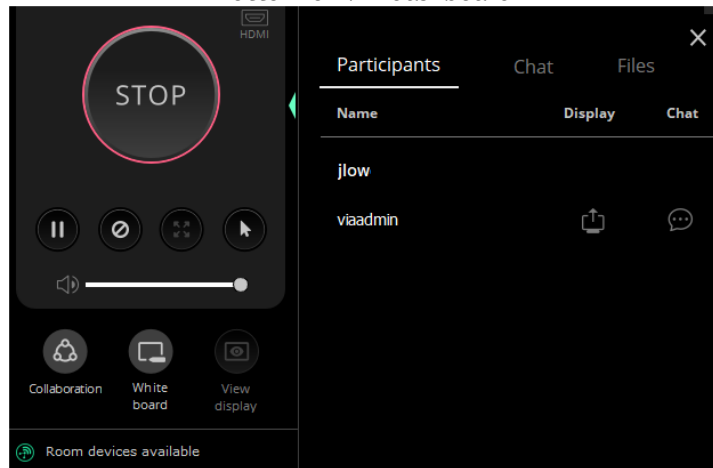 HDMI
STOP
Collaboration
White board
View display
Room devices available
Participants Chat Files
Name Display Chat
jlow
viaadmin